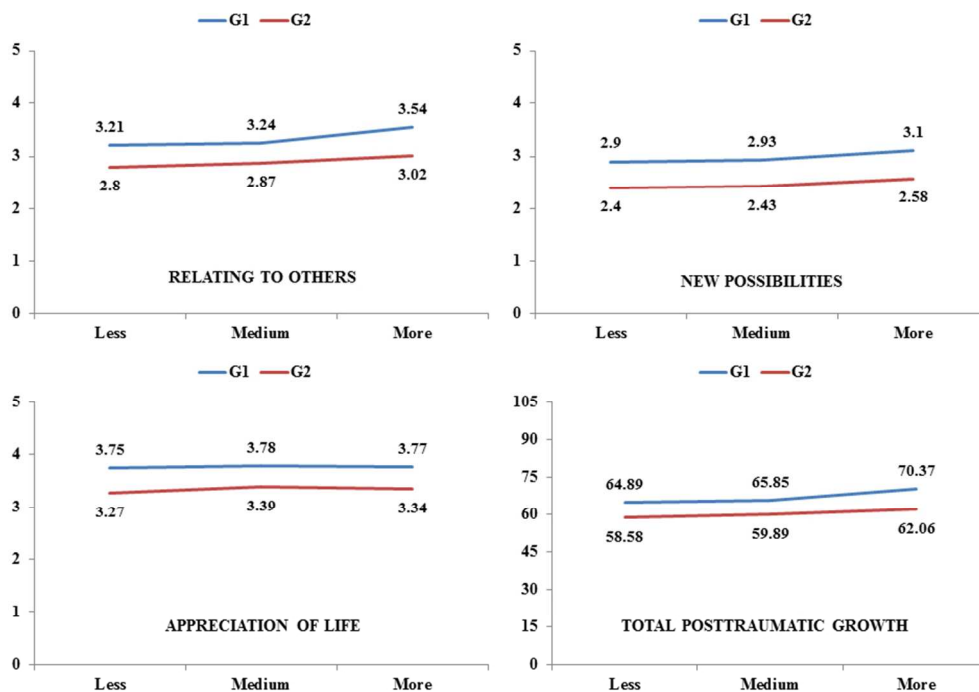 G1 G2
5
4
3
2
1
0
3.21 3.24 3.54
2.8 2.87 3.02
RELATING TO OTHERS
Less Medium More
G1 G2
5
4
3
2
1
0
2.9 2.93 3.1
2.4 2.43 2.58
NEW POSSIBILITIES
Less Medium More
G1 G2
5
4
3
2
1
0
3.75 3.78 3.77
3.27 3.39 3.34
APPRECIATION OF LIFE
Less Medium More
G1 G2
105
90
75
60
45
30
15
0
64.89 65.85 70.37
58.58 59.89 62.06
TOTAL POSTTRAUMATIC GROWTH
Less Medium More